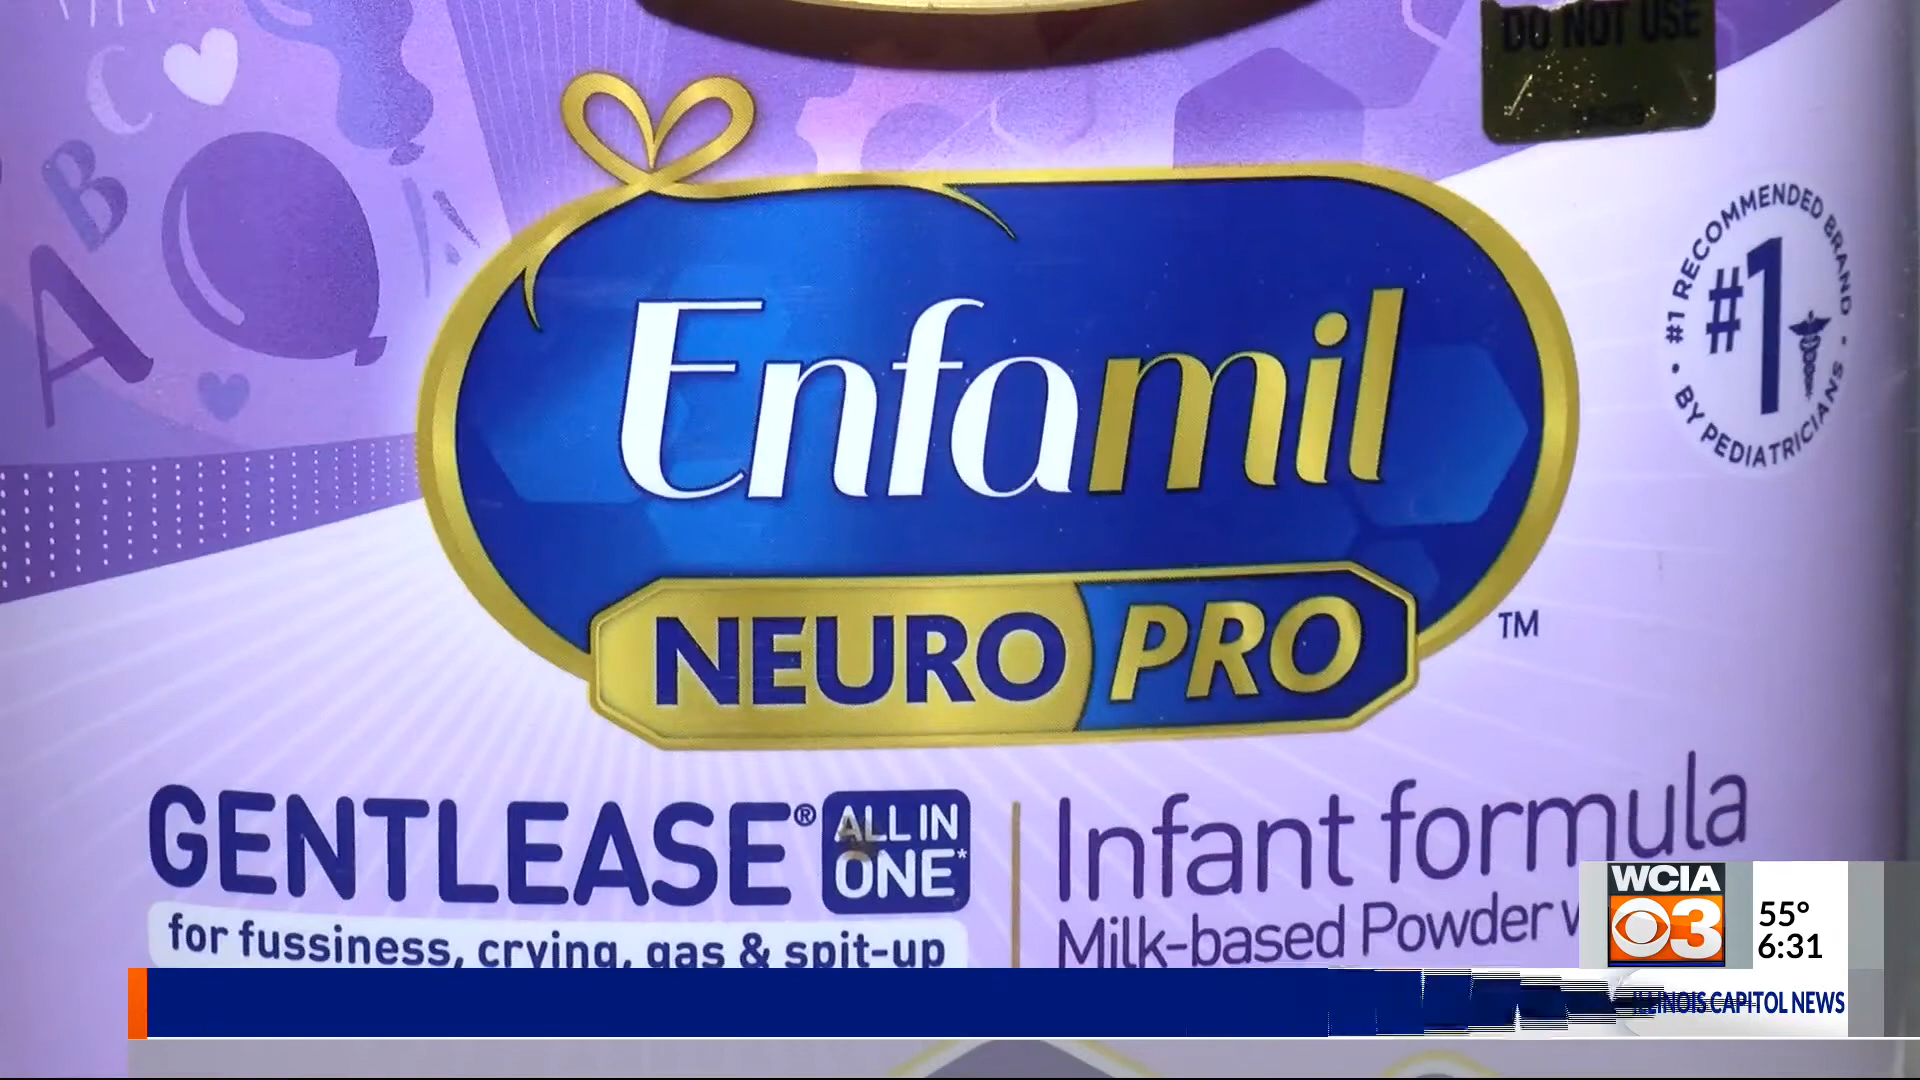 DO NOT USE
A B C
#1 RECOMMENDED BRAND
#1
BY PEDIATRICIANS
Enfamil
NEURO PRO
TM
GENTLEASE® ALL IN ONE*
for fussiness, crying, gas & spit-up
Infant formula
Milk-based Powder
WCIA
3
55°
6:31
ILLINOIS CAPITOL NEWS